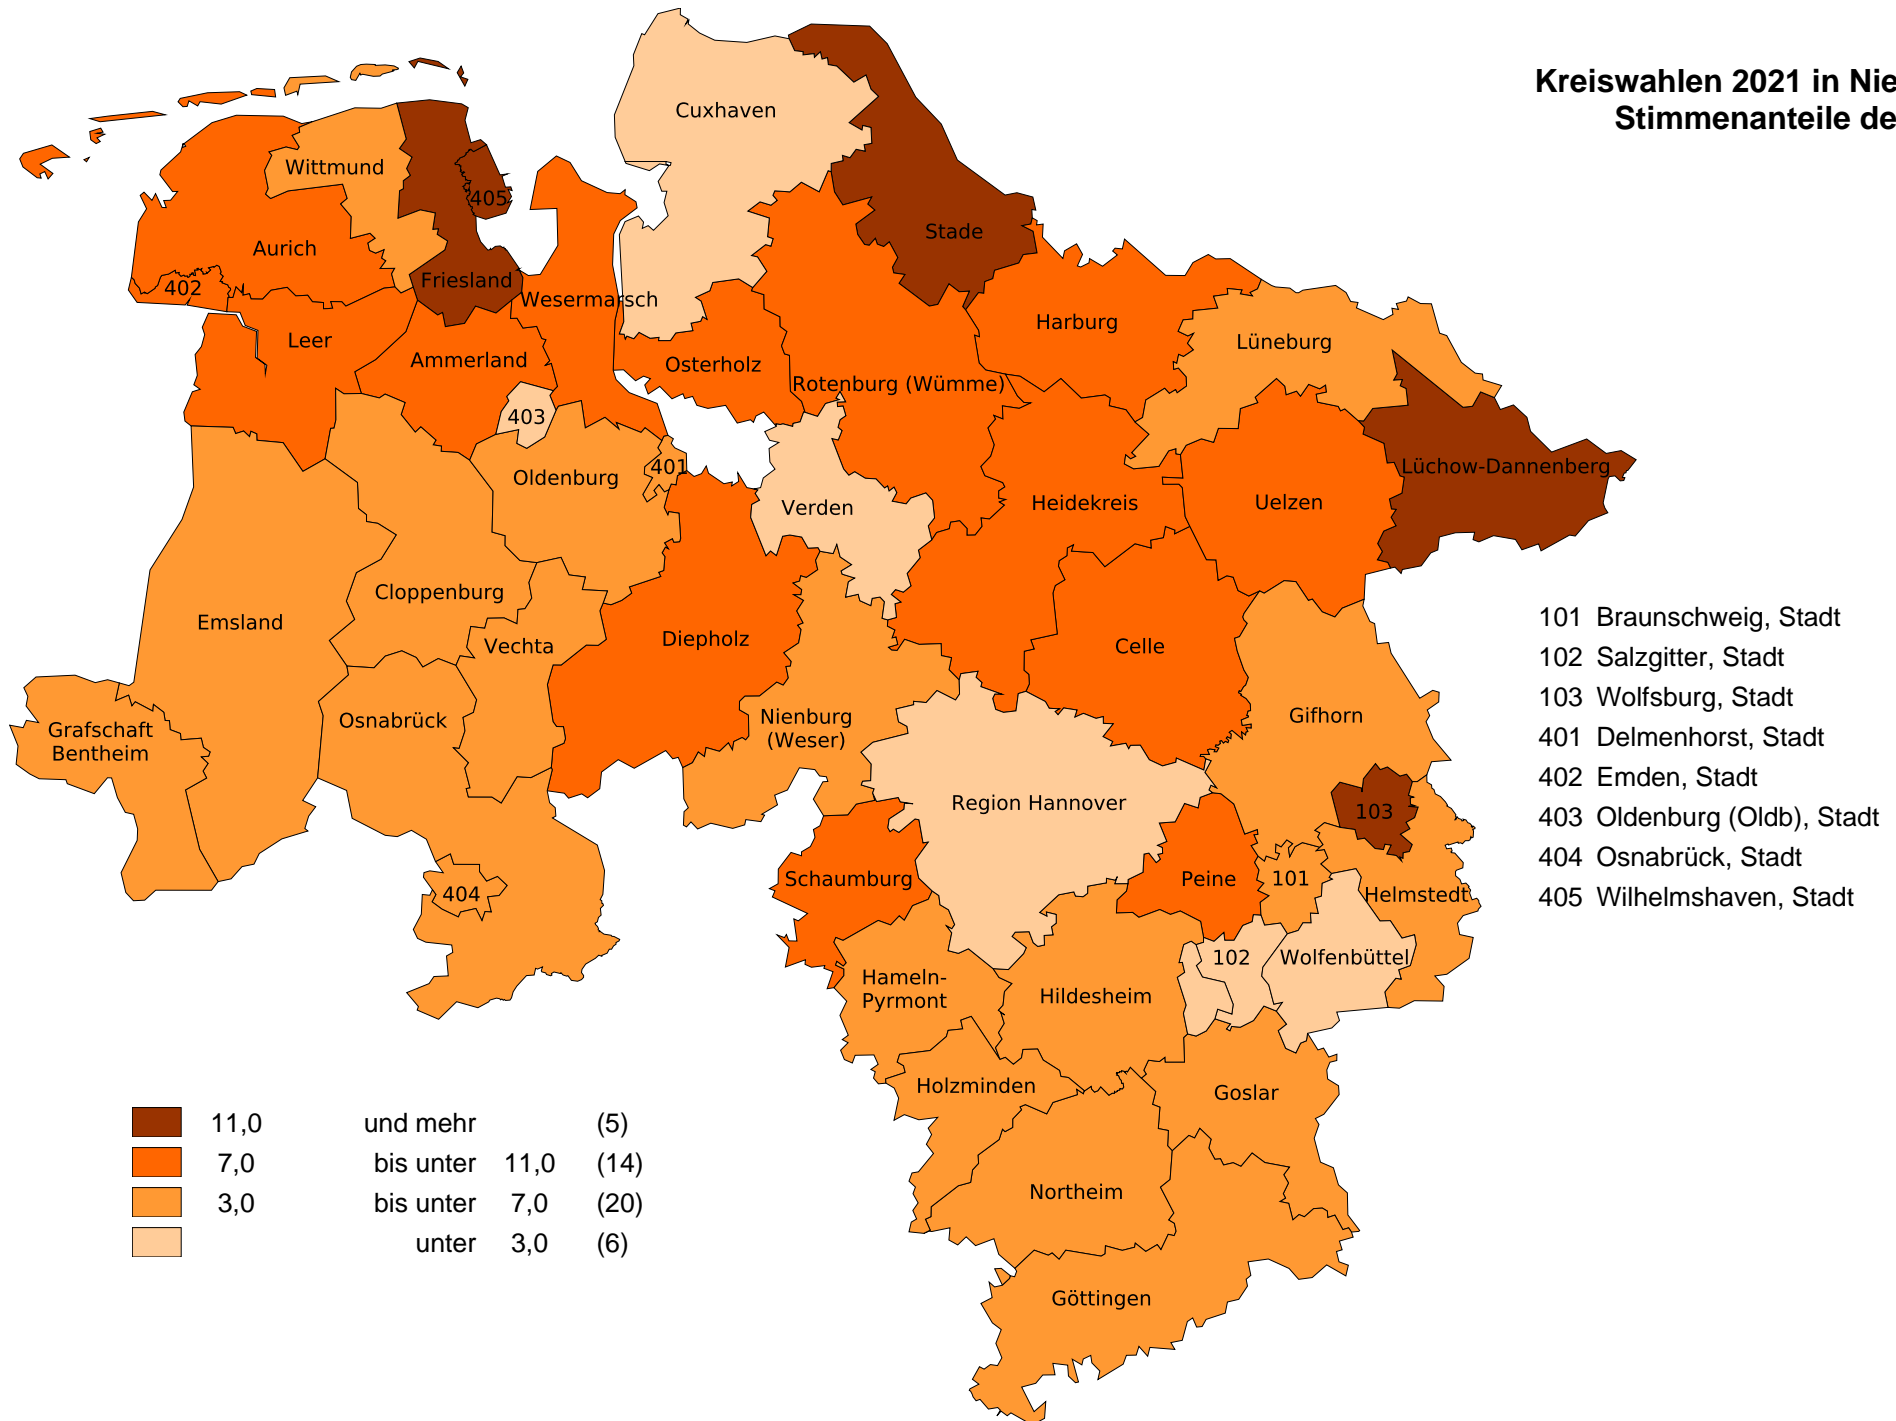 Kreiswahlen 2021 in Nie
Stimmenanteile de
Cuxhaven
Wittmund
405
Stade
Aurich
Friesland
402
Wesermarsch
Harburg
Leer
Lüneburg
Ammerland
Osterholz
Rotenburg (Wümme)
403
401
Lüchow-Dannenberg
Oldenburg
Verden
Heidekreis
Uelzen
Cloppenburg
Emsland
Diepholz
Vechta
Celle
Osnabrück
Nienburg
(Weser)
Gifhorn
Grafschaft
Bentheim
Region Hannover
103
Schaumburg
Peine
101
404
Helmstedt
102
Wolfenbüttel
Hameln-
Pyrmont
Hildesheim
Holzminden
Goslar
Northeim
Göttingen
101 Braunschweig, Stadt
102 Salzgitter, Stadt
103 Wolfsburg, Stadt
401 Delmenhorst, Stadt
402 Emden, Stadt
403 Oldenburg (Oldb), Stadt
404 Osnabrück, Stadt
405 Wilhelmshaven, Stadt
11,0 und mehr (5)
7,0 bis unter 11,0 (14)
3,0 bis unter 7,0 (20)
unter 3,0 (6)